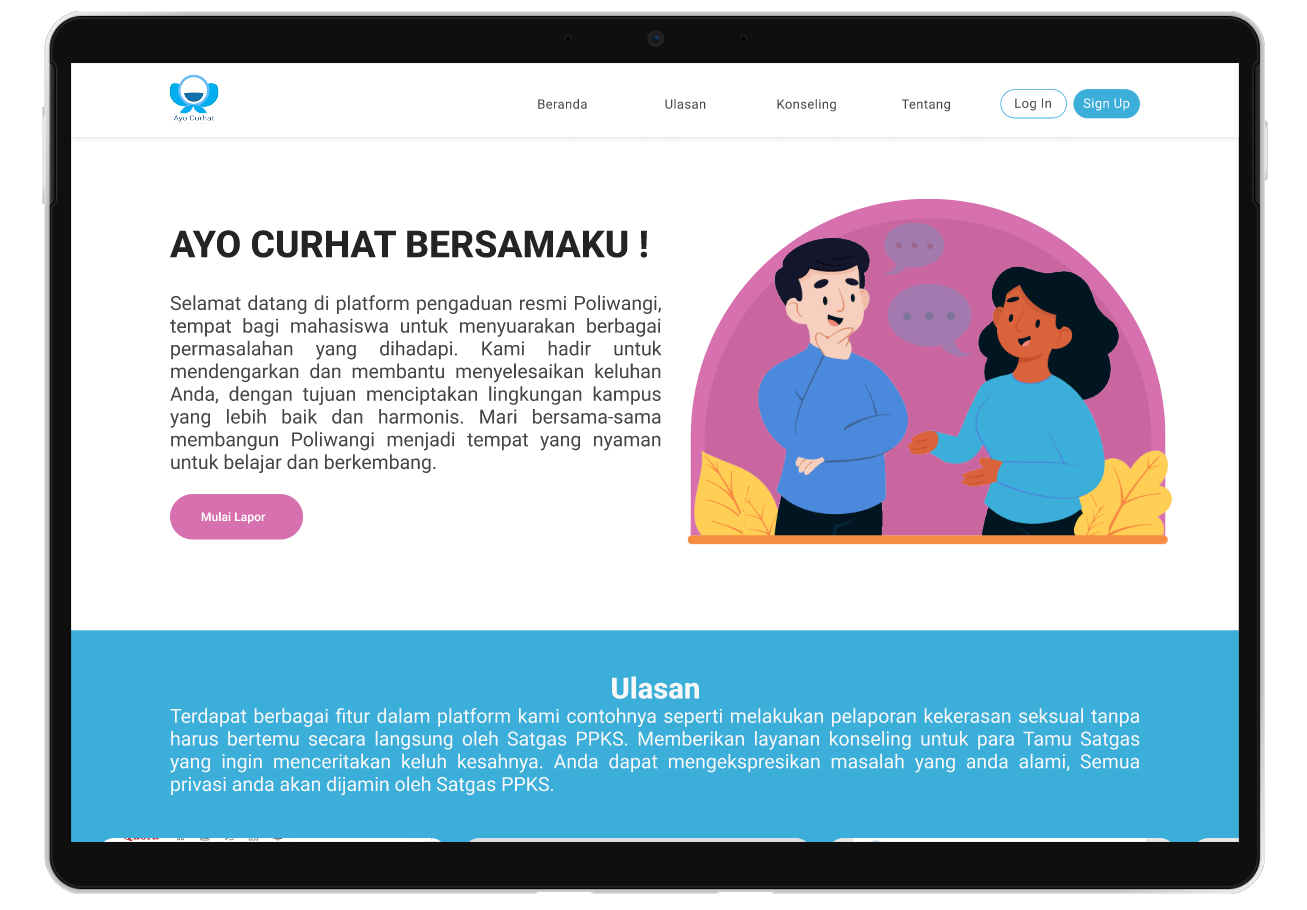 Ayo Curhat
Beranda
Ulasan
Konseling
Tentang
Log In
Sign Up
AYO CURHAT BERSAMAKU !
Selamat datang di platform pengaduan resmi Poliwangi,
tempat bagi mahasiswa untuk menyuarakan berbagai
permasalahan yang dihadapi. Kami hadir untuk
mendengarkan dan membantu menyelesaikan keluhan
Anda, dengan tujuan menciptakan lingkungan kampus
yang lebih baik dan harmonis. Mari bersama-sama
membangun Poliwangi menjadi tempat yang nyaman
untuk belajar dan berkembang.
Mulai Lapor
Ulasan
Terdapat berbagai fitur dalam platform kami contohnya seperti melakukan pelaporan kekerasan seksual tanpa
harus bertemu secara langsung oleh Satgas PPKS. Memberikan layanan konseling untuk para Tamu Satgas
yang ingin menceritakan keluh kesahnya. Anda dapat mengekspresikan masalah yang anda alami, Semua
privasi anda akan dijamin oleh Satgas PPKS.